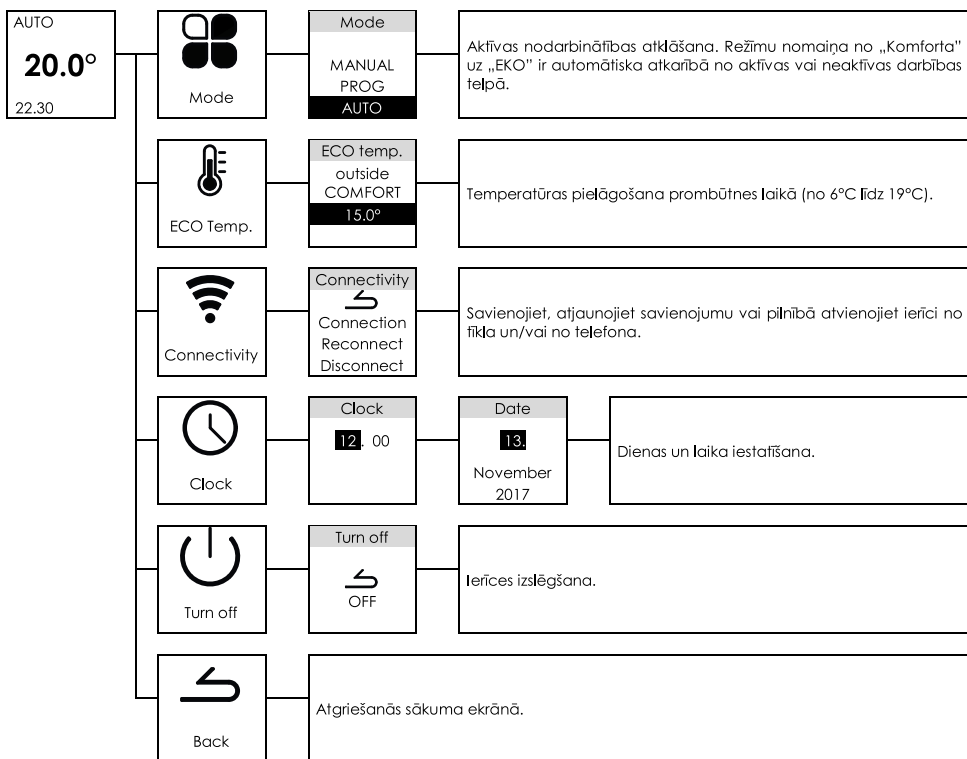 AUTO
20.0°
22.30
Mode
Mode
MANUAL
PROG
AUTO
Aktīvas nodarbinātības atklāšana. Režīmu nomaiņa no „Komforta”
uz „EKO” ir automātiska atkarībā no aktīvas vai neaktīvas darbības
telpā.
ECO Temp.
ECO temp.
outside
COMFORT
15.0°
Temperatūras pielāgošana prombūtnes laikā (no 6°C līdz 19°C).
Connectivity
Connectivity
Connection
Reconnect
Disconnect
Savienojiet, atjaunojiet savienojumu vai pilnībā atvienojiet ierīci no
tīkla un/vai no telefona.
Clock
Clock
12. 00
Date
13.
November
2017
Dienas un laika iestatīšana.
Turn off
Turn off
OFF
Ierīces izslēgšana.
Back
Atgriešanās sākuma ekrānā.